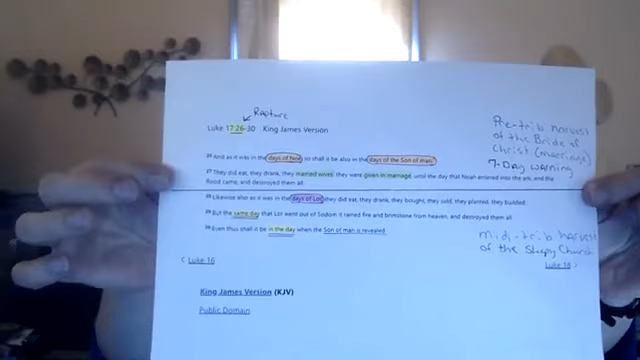 Rapture
Luke 17:26-30 King James Version
26 And as it was in the days of Noe, so shall it be also in the days of the Son of man.
27 They did eat, they drank, they married wives, they were given in marriage, until the day that Noah entered into the ark, and the
flood came, and destroyed them all.
28 Likewise also as it was in the days of Lot; they did eat, they drank, they bought, they sold, they planted, they builded;
29 But the same day that Lot went out of Sodom it rained fire and brimstone from heaven, and destroyed them all.
30 Even thus shall it be in the day when the Son of man is revealed.
Pre-trib harvest
of the Bride of
Christ (marriage)
7-Day warning
mid-trib harvest
of the Sleepy Church
Luke 16
Luke 18
King James Version (KJV)
Public Domain